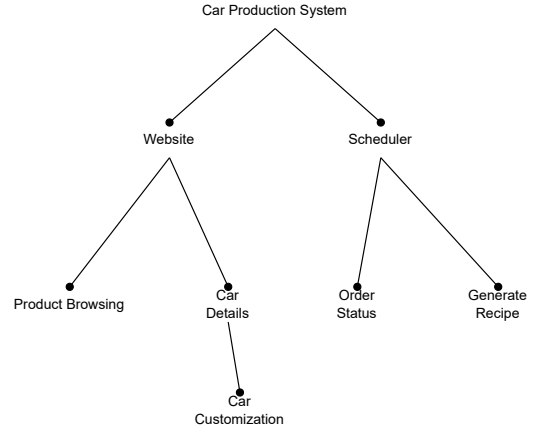 Car Production System
Website
Scheduler
Product Browsing
Car
Details
Order
Status
Generate
Recipe
Car
Customization